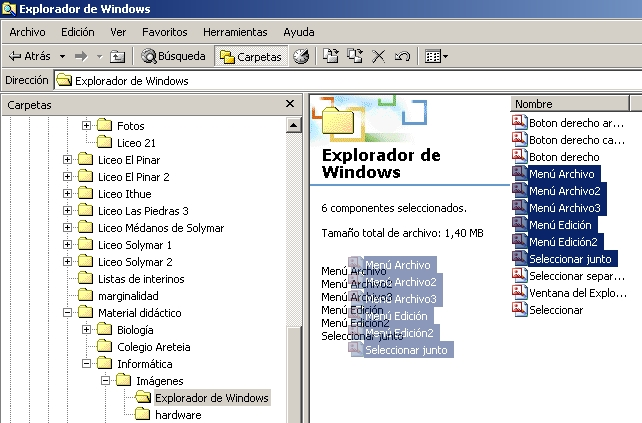 Explorador de Windows
Archivo Edición Ver Favoritos Herramientas Ayuda
Atrás Búsqueda Carpetas
Dirección Explorador de Windows
Carpetas
Fotos
Liceo 21
Liceo El Pinar
Liceo El Pinar 2
Liceo Ithue
Liceo Las Piedras 3
Liceo Médanos de Solymar
Liceo Solymar 1
Liceo Solymar 2
Listas de interinos
marginalidad
Material didáctico
Biología
Colegio Areteia
Informática
Imágenes
Explorador de Windows
hardware
Explorador de
Windows
6 componentes seleccionados.
Tamaño total de archivo: 1,40 MB
Menú Archivo
Menú Archivo2
Menú Archivo3
Menú Edición
Menú Edición2
Seleccionar junto
Menú Archivo
Menú Archivo2
Menú Archivo3
Menú Edición
Menú Edición2
Seleccionar junto
Nombre
Boton derecho ar...
Boton derecho ca...
Boton derecho
Menú Archivo
Menú Archivo2
Menú Archivo3
Menú Edición
Menú Edición2
Seleccionar junto
Seleccionar separ...
Ventana del Explo...
Seleccionar